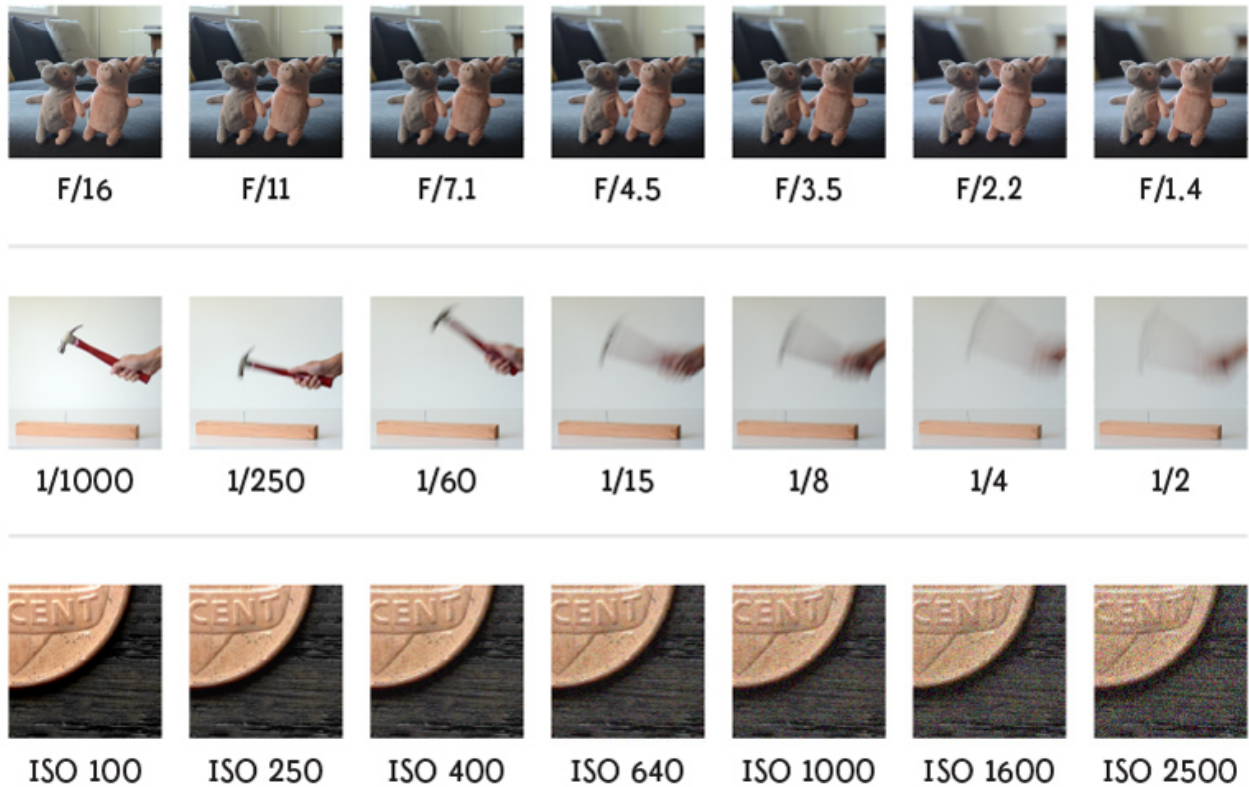 F/16 F/11 F/7.1 F/4.5 F/3.5 F/2.2 F/1.4
1/1000 1/250 1/60 1/15 1/8 1/4 1/2
CENT CENT CENT CENT CENT CENT CENT
ISO 100 ISO 250 ISO 400 ISO 640 ISO 1000 ISO 1600 ISO 2500